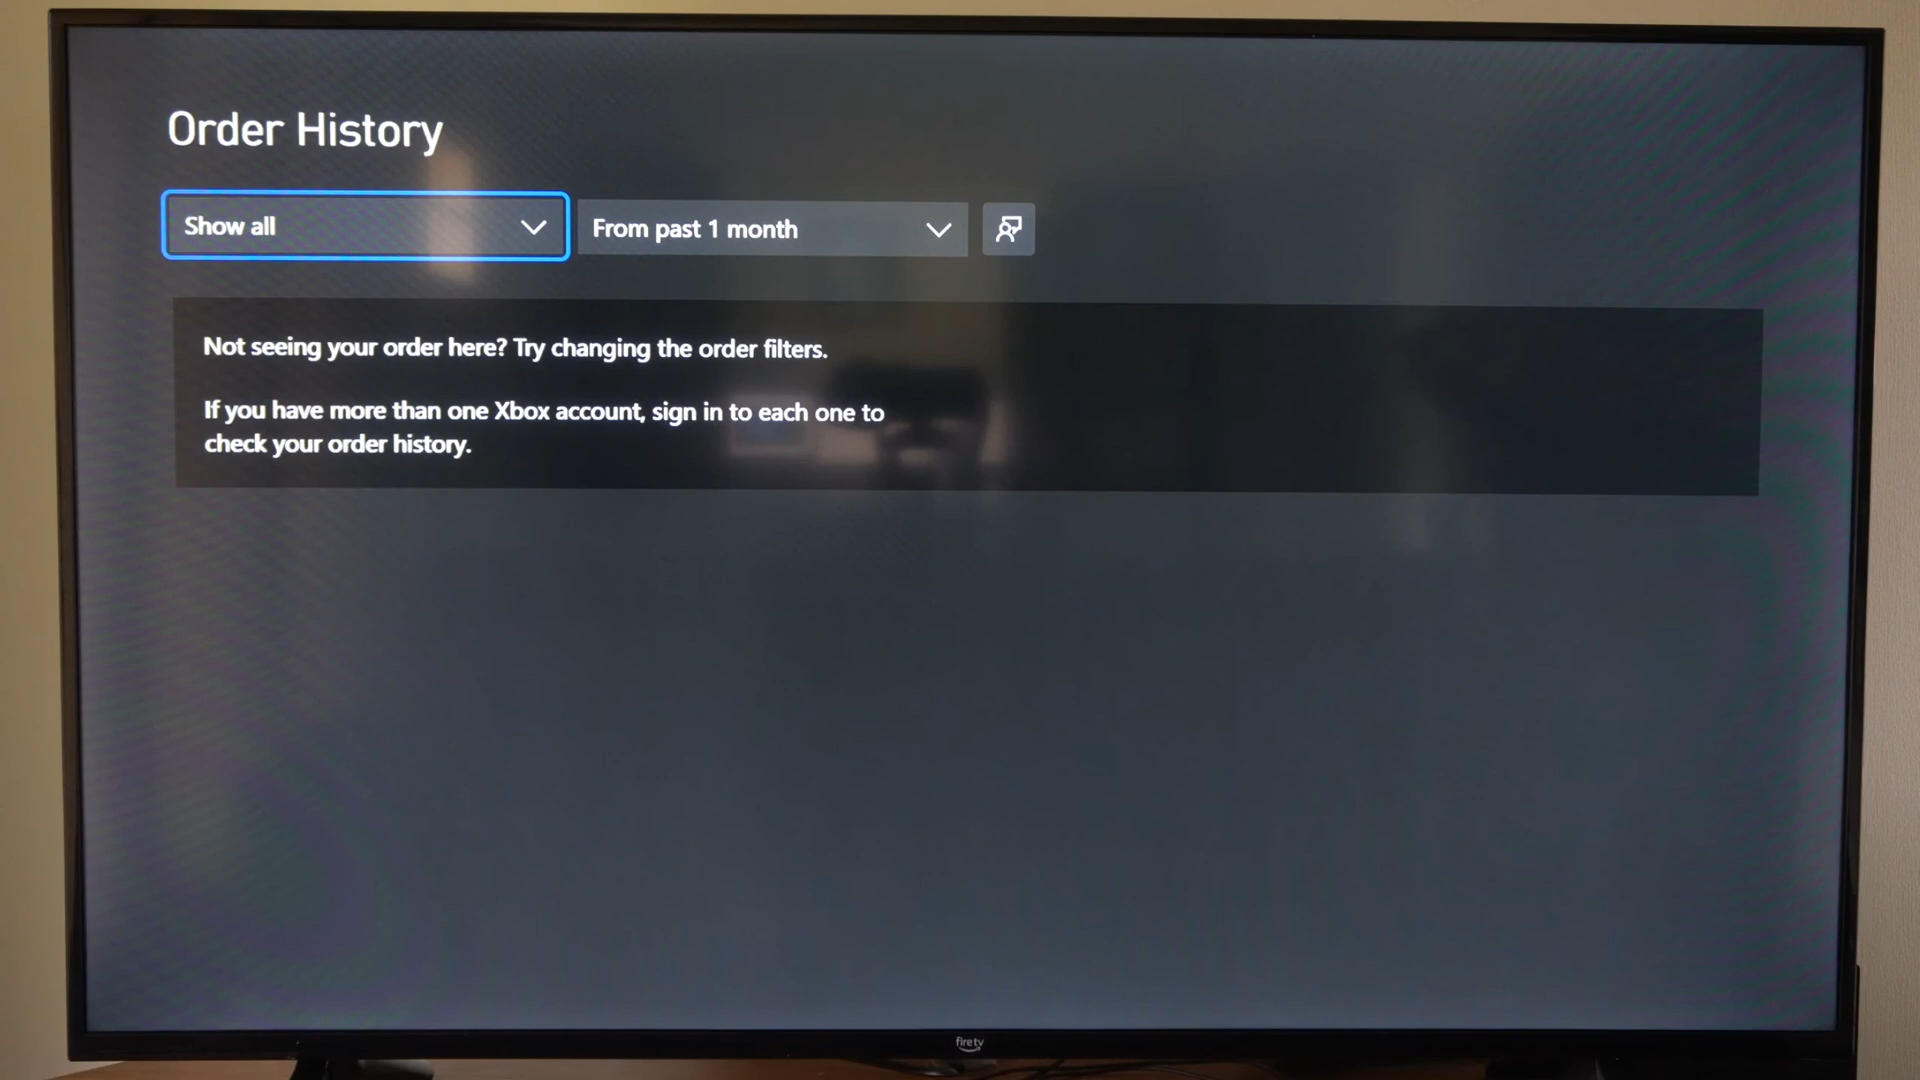 Order History
Show all
From past 1 month
Not seeing your order here? Try changing the order filters.
If you have more than one Xbox account, sign in to each one to
check your order history.
firetv